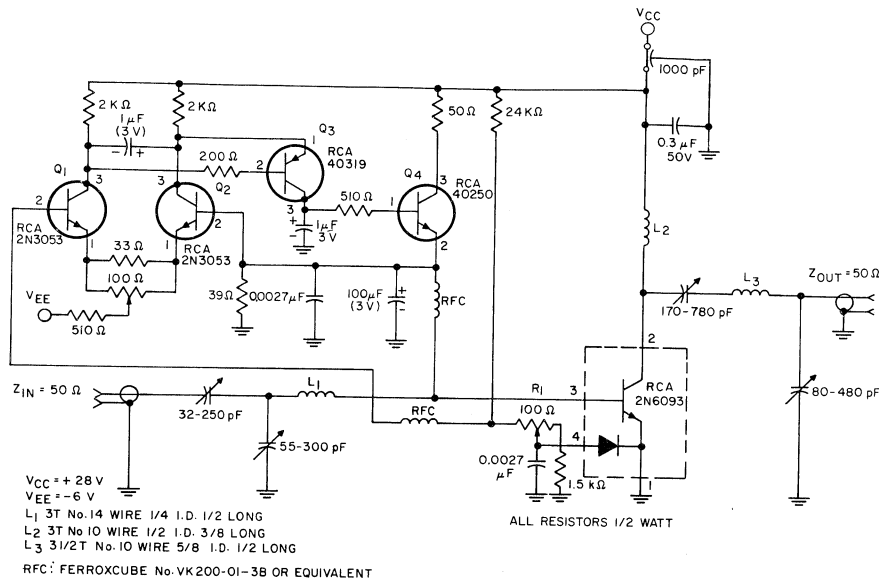 VCC
1000 pF
2 KΩ
2 KΩ
50 Ω
24 KΩ
1 μF
(3 V)
0.3 μF
50V
- +
Q1
3
3
Q2
200 Ω
2
1
Q3
RCA
40319
3
510 Ω
1
Q4
3
RCA
40250
2
2
2
RCA
2N3053
1
1
RCA
2N3053
+
-
1μF
3V
33 Ω
100 Ω
VEE
510 Ω
39Ω
0.0027μF
100μF
(3V)
+
-
RFC
L2
L3
ZOUT = 50Ω
170-780 pF
2
ZIN = 50 Ω
32-250 pF
L1
55-300 pF
RFC
R1
100 Ω
3
RCA
2N6093
80-480 pF
4
0.0027
μF
1.5 kΩ
1
ALL RESISTORS 1/2 WATT
VCC = + 28 V
VEE = -6 V
L1 3T No.14 WIRE 1/4 I.D. 1/2 LONG
L2 3T No 10 WIRE 1/2 I.D. 3/8 LONG
L3 3 1/2 T No.10 WIRE 5/8 I.D. 1/2 LONG
RFC: FERROXCUBE No. VK200-01-3B OR EQUIVALENT